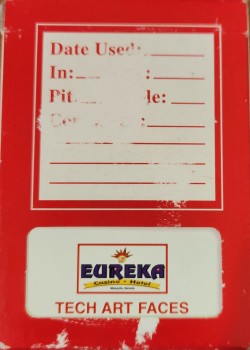 Date Used:
In: :
Pit:
EUREKA
Casino • Hotel
TECH ART FACES